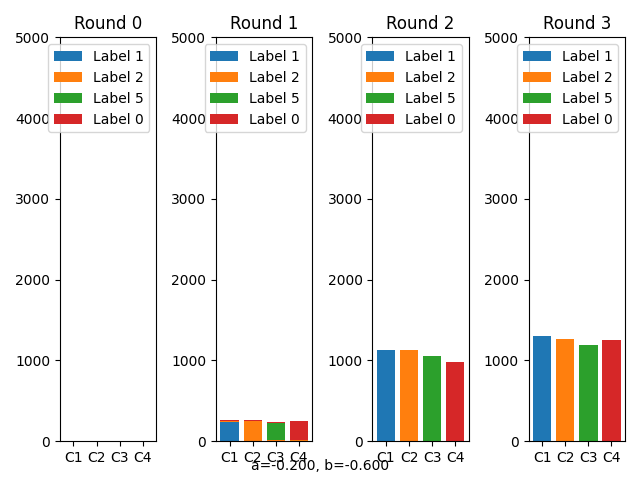 Round 0 Round 1 Round 2 Round 3
5000 5000 5000 5000
Label 1 Label 1 Label 1 Label 1
Label 2 Label 2 Label 2 Label 2
Label 5 Label 5 Label 5 Label 5
4000 Label 0 4000 Label 0 4000 Label 0 4000 Label 0
3000 3000 3000 3000
2000 2000 2000 2000
1000 1000 1000 1000
0 0 0 0
C1 C2 C3 C4 C1 C2 C3 C4 C1 C2 C3 C4 C1 C2 C3 C4
a=-0.200, b=-0.600